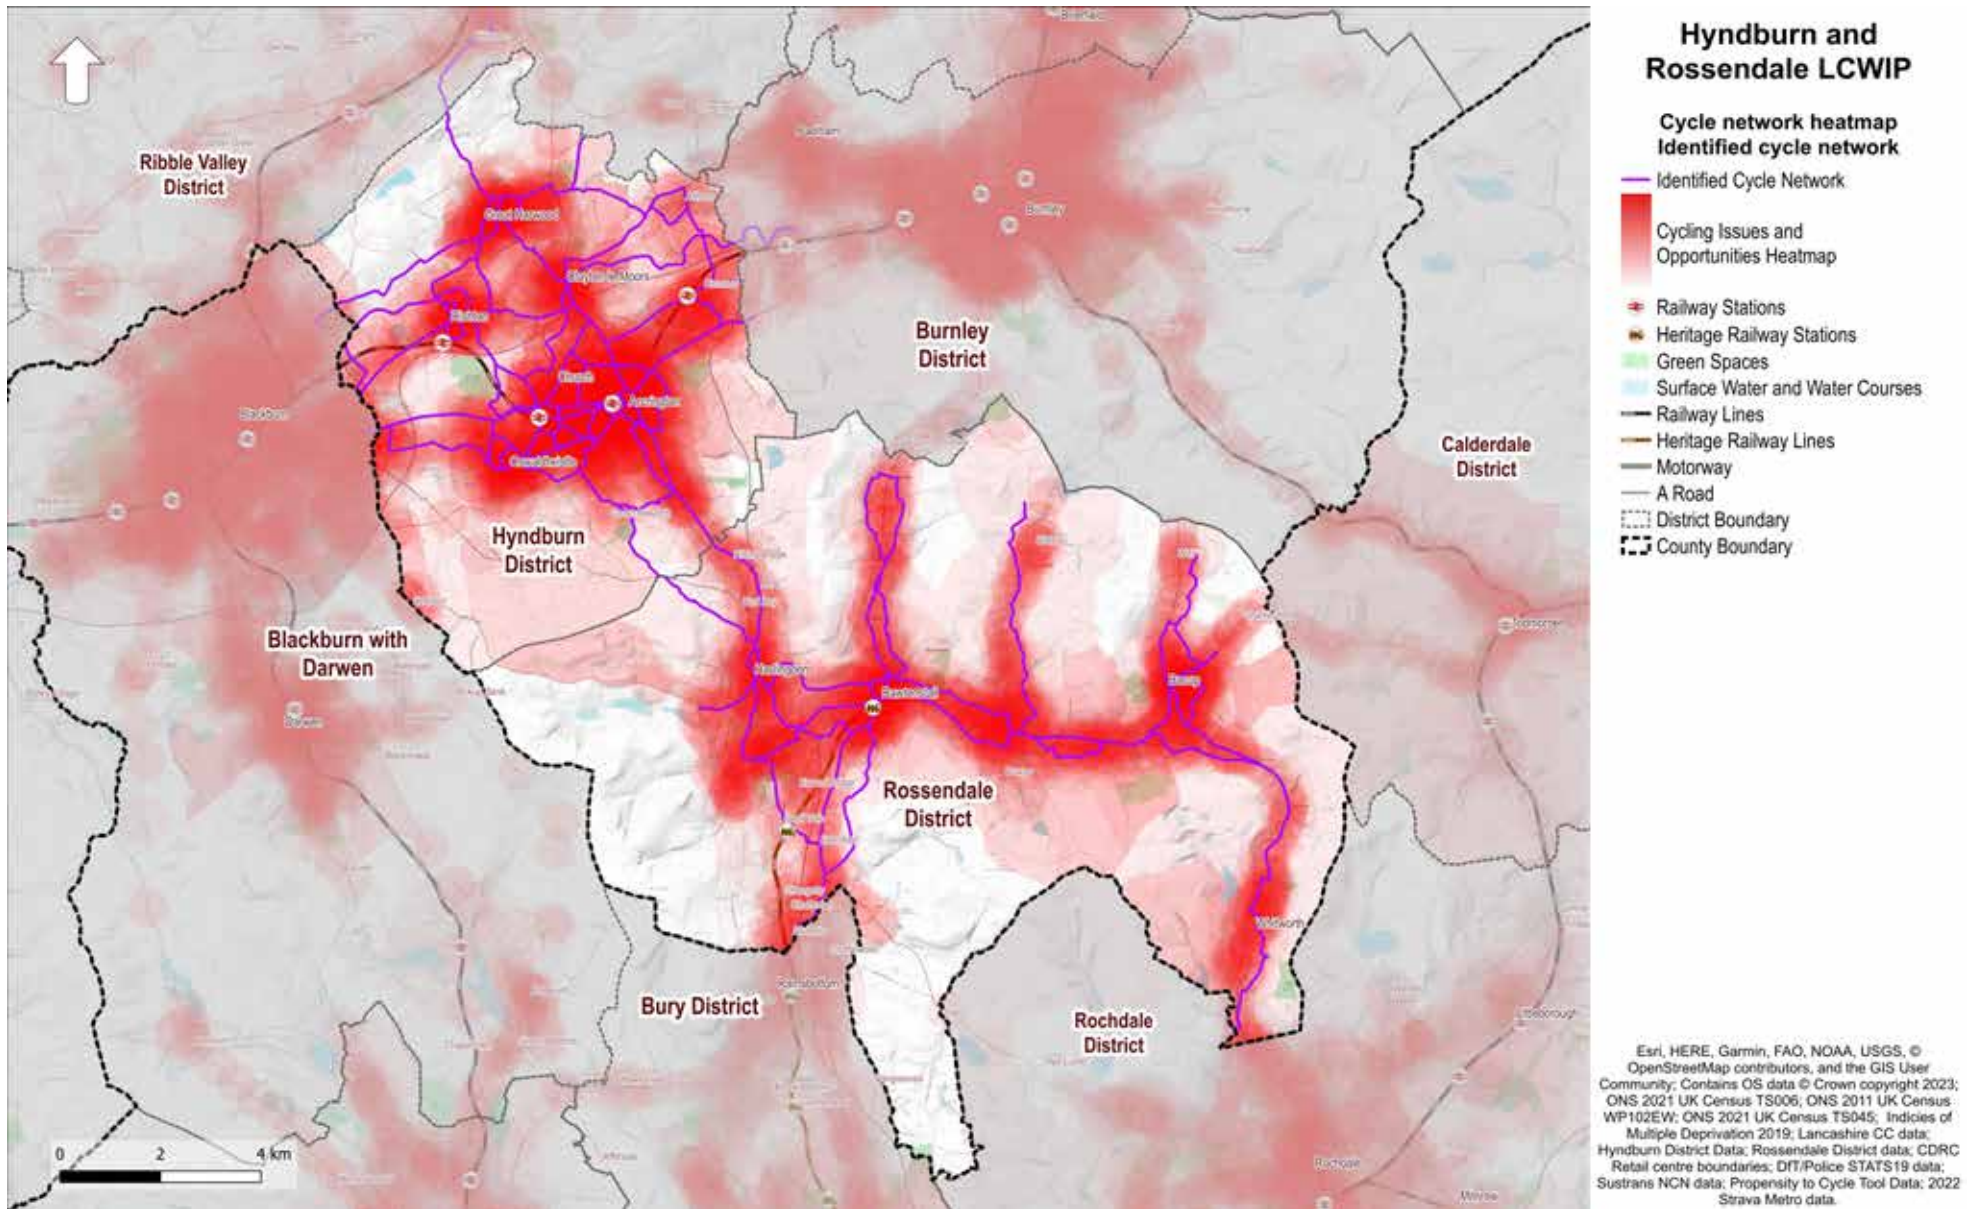 Hyndburn and
Rossendale LCWIP
Cycle network heatmap
Identified cycle network
Identified Cycle Network
Cycling Issues and
Opportunities Heatmap
Railway Stations
Heritage Railway Stations
Green Spaces
Surface Water and Water Courses
Railway Lines
Heritage Railway Lines
Motorway
A Road
District Boundary
County Boundary
Ribble Valley
District
Padiham
Great Harwood
Burnley
Clayton-le-Moors
Rishton
Burnley
District
Church
Accrington
Blackburn
Oswaldtwistle
Calderdale
District
Hyndburn
District
Blackburn with
Darwen
Todmorden
Haslingden
Rawtenstall
Bacup
Darwen
Rossendale
District
Whitworth
Ramsbottom
Bury District
Rochdale
District
Littleborough
Rochdale
Milnrow
0 2 4 km
Esri, HERE, Garmin, FAO, NOAA, USGS, ©
OpenStreetMap contributors, and the GIS User
Community; Contains OS data © Crown copyright 2023;
ONS 2021 UK Census TS006; ONS 2011 UK Census
WP102EW; ONS 2021 UK Census TS045; Indicies of
Multiple Deprivation 2019; Lancashire CC data;
Hyndburn District Data; Rossendale District data; CDRC
Retail centre boundaries; DfT/Police STATS19 data;
Sustrans NCN data; Propensity to Cycle Tool Data; 2022
Strava Metro data.